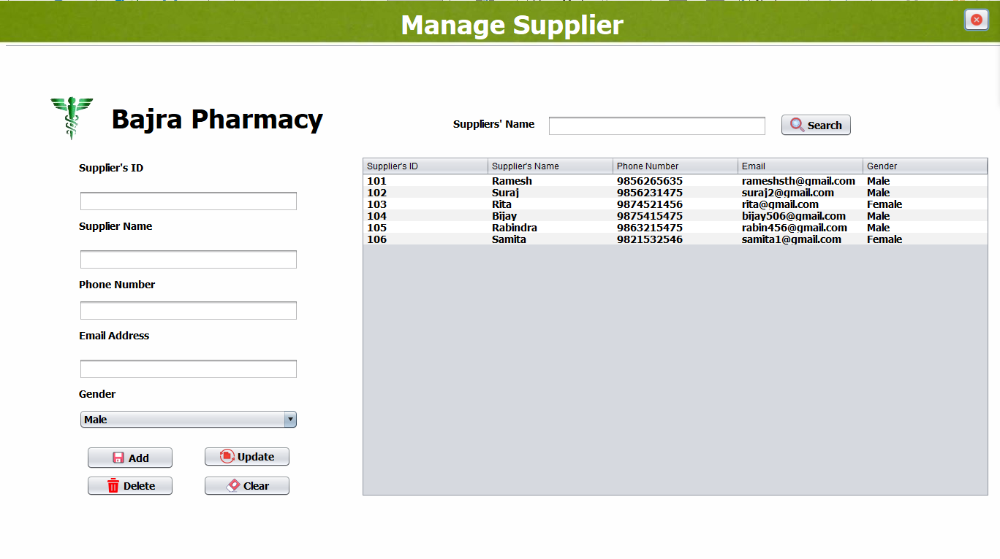 Manage Supplier
Bajra Pharmacy
Suppliers' Name
Search
Supplier's ID
Supplier Name
Phone Number
Email Address
Gender
Male
Add
Update
Delete
Clear
Supplier's ID Supplier's Name Phone Number Email Gender
101 Ramesh 9856265635 rameshsth@gmail.com Male
102 Suraj 9856231475 suraj2@gmail.com Male
103 Rita 9874521456 rita@gmail.com Female
104 Bijay 9875415475 bijay506@gmail.com Male
105 Rabindra 9863215475 rabin456@gmail.com Male
106 Samita 9821532546 samita1@gmail.com Female